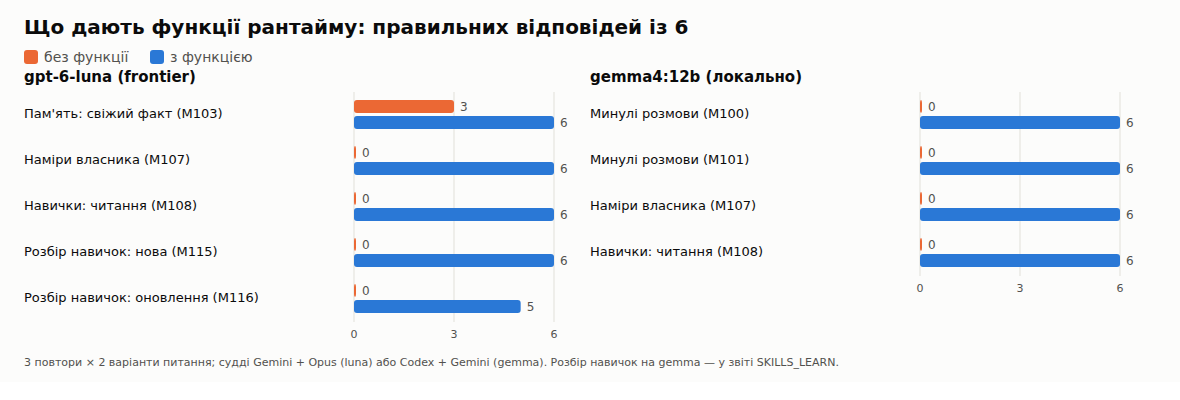 Що дають функції рантайму: правильних відповідей із 6
без функції
з функцією
gpt-6-luna (frontier)
Пам'ять: свіжий факт (M103)
3
6
Наміри власника (M107)
0
6
Навички: читання (M108)
0
6
Розбір навичок: нова (M115)
0
6
Розбір навичок: оновлення (M116)
0
5
0 3 6
gemma4:12b (локально)
Минулі розмови (M100)
0
6
Минулі розмови (M101)
0
6
Наміри власника (M107)
0
6
Навички: читання (M108)
0
6
0 3 6
3 повтори × 2 варіанти питання; судді Gemini + Opus (luna) або Codex + Gemini (gemma). Розбір навичок на gemma — у звіті SKILLS_LEARN.